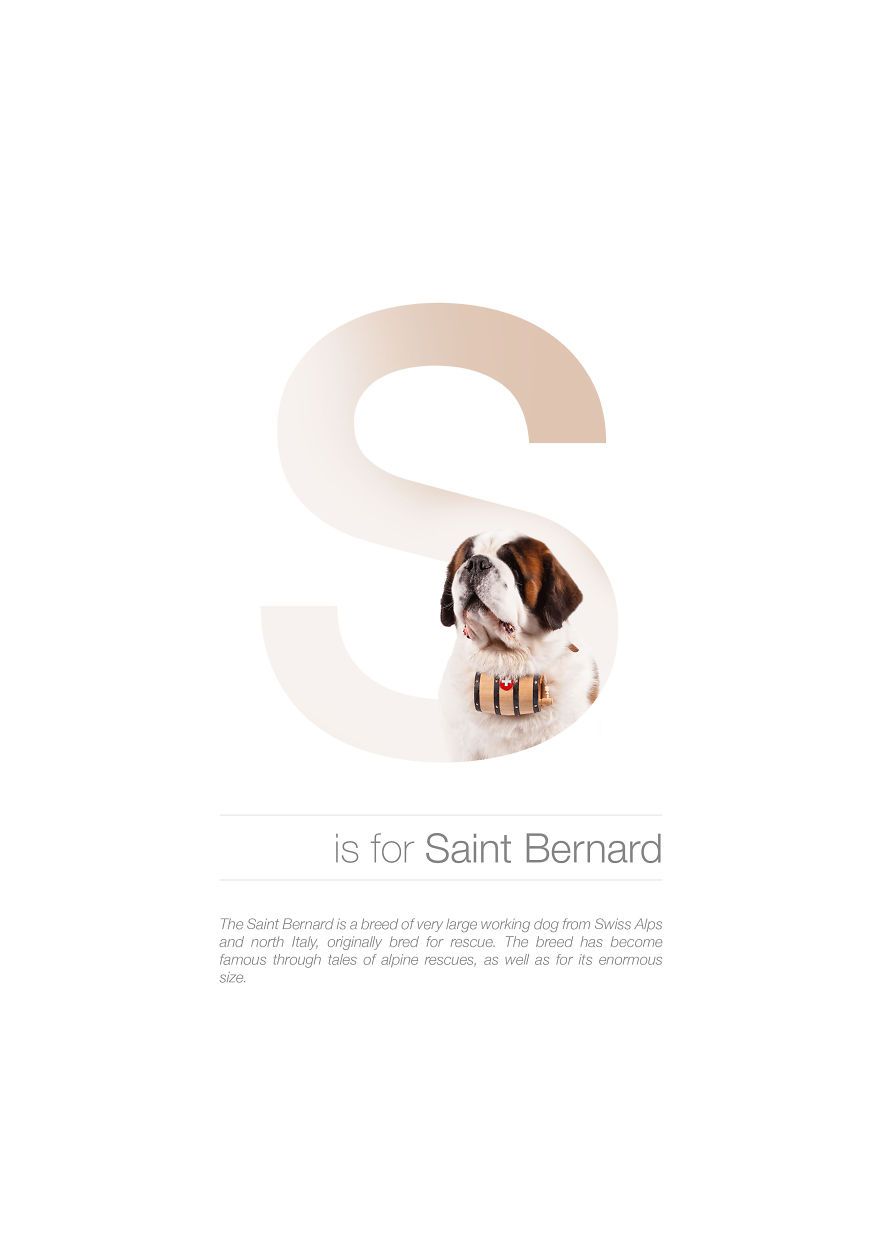 S
is for Saint Bernard
The Saint Bernard is a breed of very large working dog from Swiss Alps
and north Italy, originally bred for rescue. The breed has become
famous through tales of alpine rescues, as well as for its enormous
size.